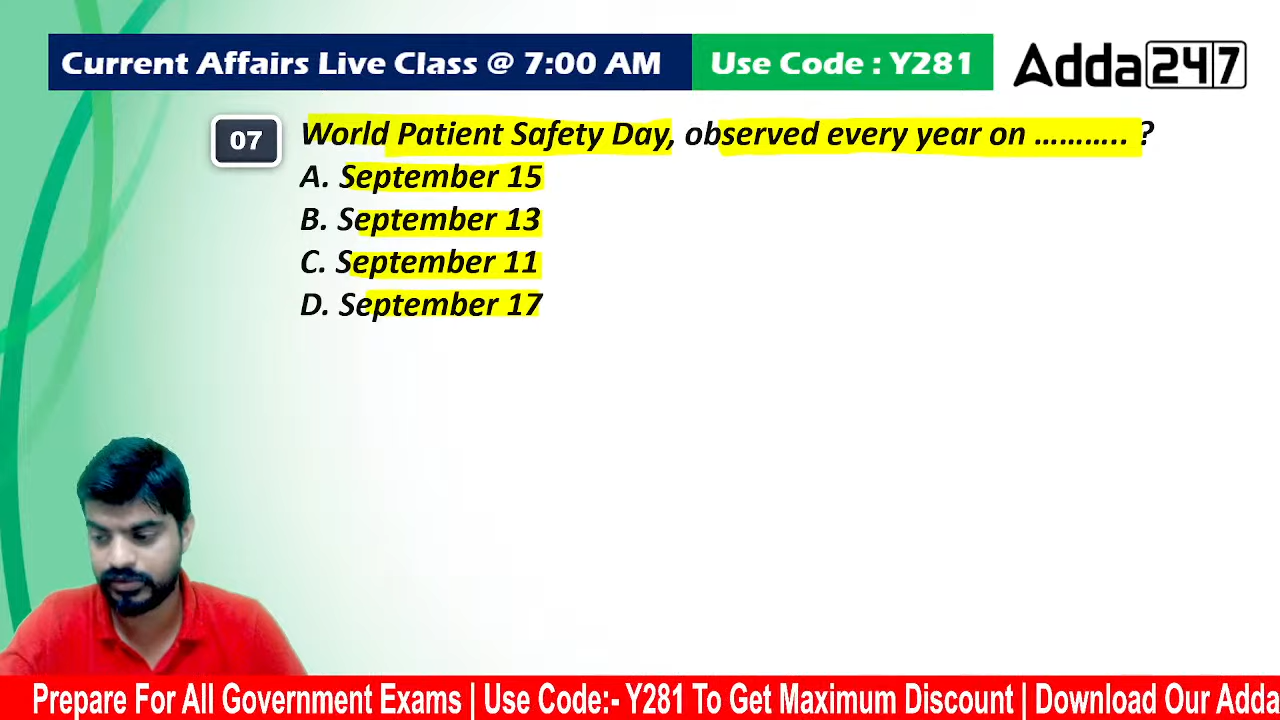 Current Affairs Live Class @ 7:00 AM Use Code : Y281 Adda247
07 World Patient Safety Day, observed every year on ……….. ?
A. September 15
B. September 13
C. September 11
D. September 17
Prepare For All Government Exams | Use Code:- Y281 To Get Maximum Discount | Download Our Adda